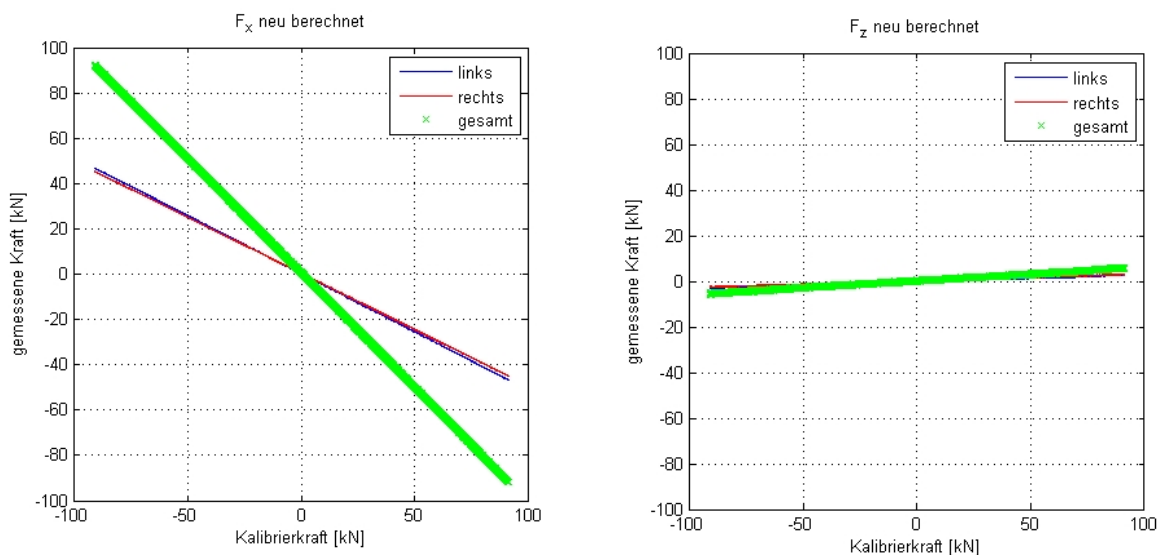 F_x neu berechnet
100
80
60
40
20
0
-20
-40
-60
-80
-100
gemessene Kraft [kN]
links
rechts
gesamt
-100
-50
0
50
100
Kalibrierkraft [kN]
F_z neu berechnet
100
80
60
40
20
0
-20
-40
-60
-80
-100
gemessene Kraft [kN]
links
rechts
gesamt
-100
-50
0
50
100
Kalibrierkraft [kN]